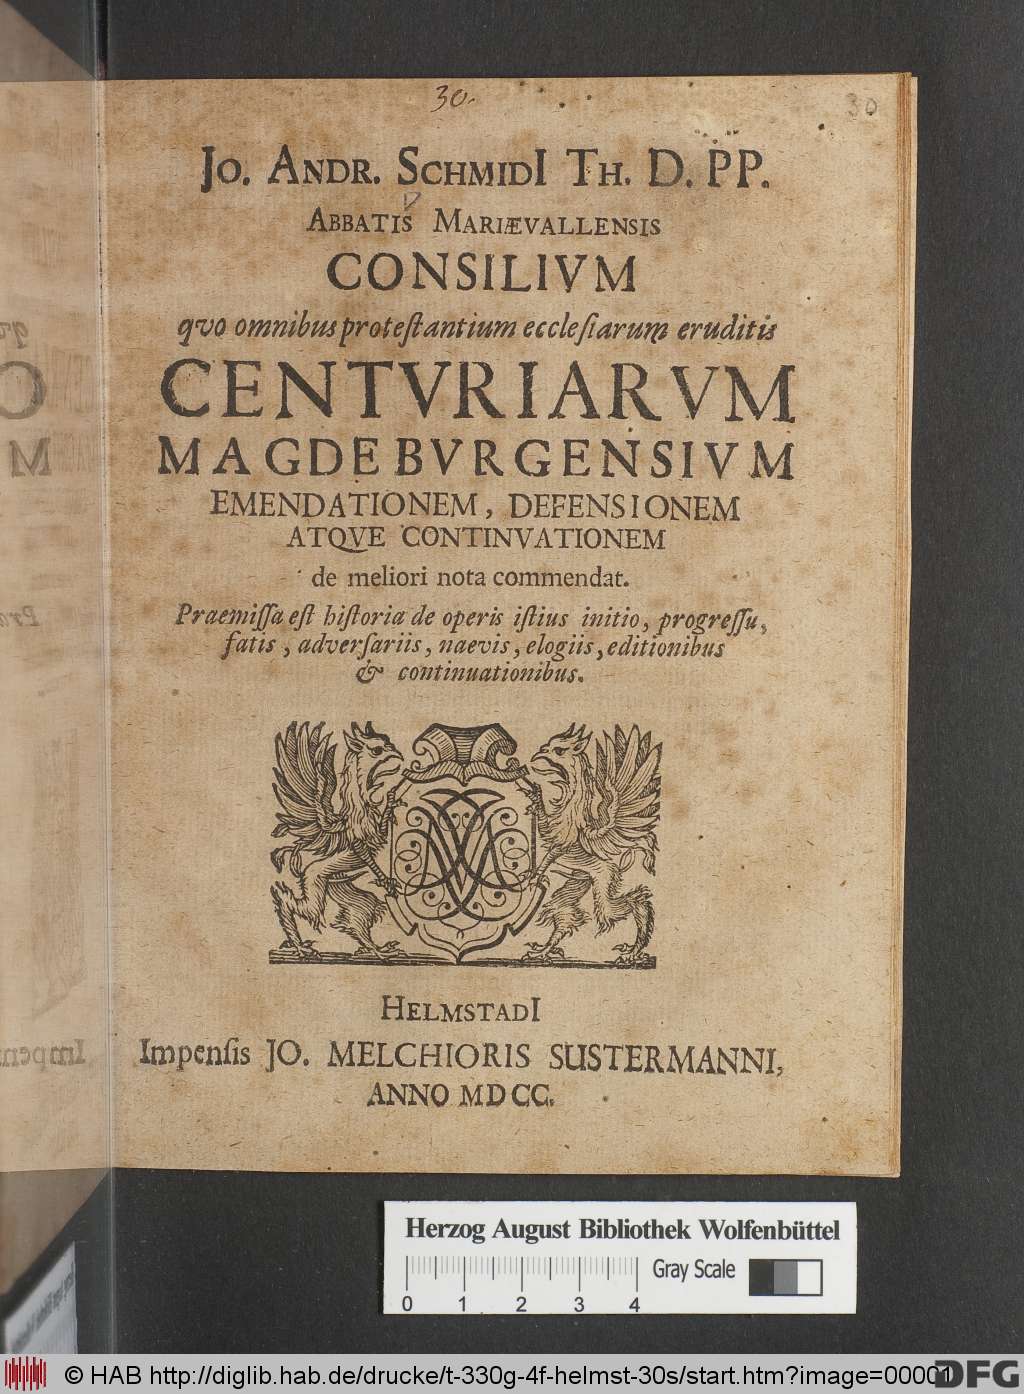 30.
30
JO. ANDR. SCHMIDI TH. D. PP.
ABBATIS MARIÆVALLENSIS
CONSILIVM
qvo omnibus protestantium ecclesiarum eruditis
CENTVRIARVM
MAGDEBVRGENSIVM
EMENDATIONEM, DEFENSIONEM
ATQVE CONTINVATIONEM
de meliori nota commendat.
Praemissa est historia de operis istius initio, progressu,
fatis, adversariis, naevis, elogiis, editionibus
& continuationibus.
HELMSTADI
Impensis JO. MELCHIORIS SUSTERMANNI,
ANNO MDCC.
Herzog August Bibliothek Wolfenbüttel
Gray Scale
0 1 2 3 4
© HAB http://diglib.hab.de/drucke/t-330g-4f-helmst-30s/start.htm?image=00001
DFG